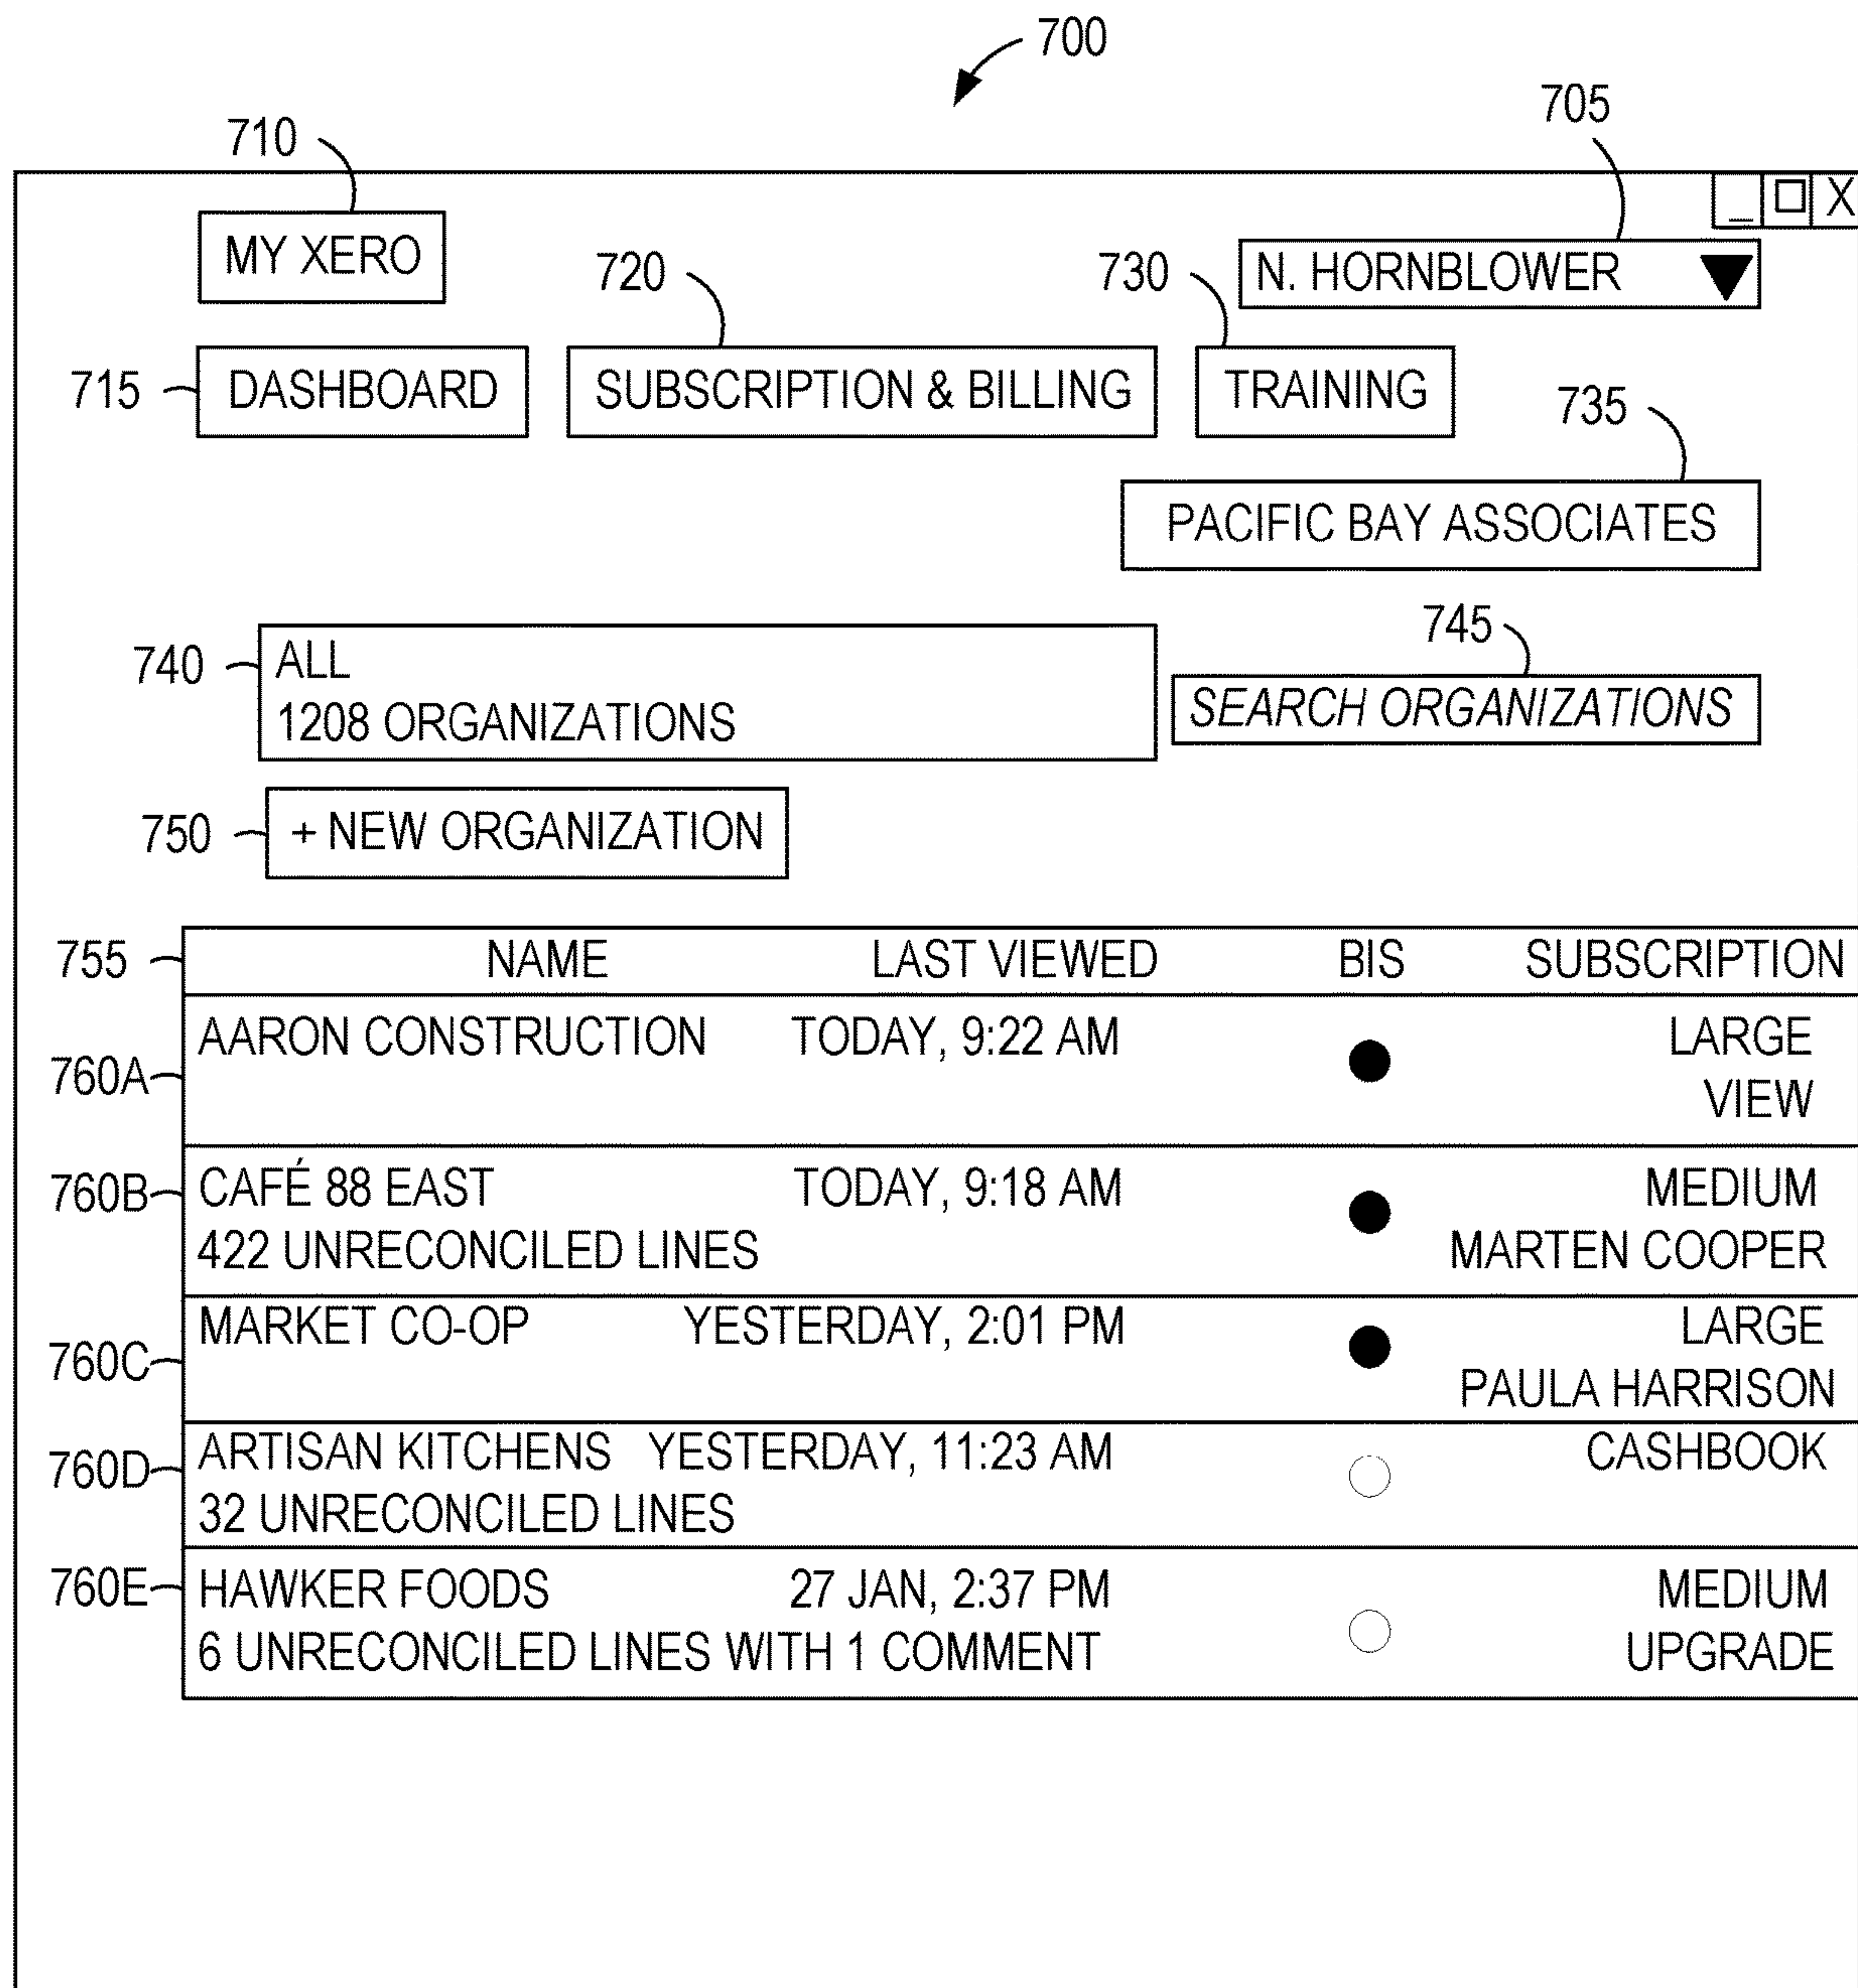 700
705
710
_ □ X
MY XERO
N. HORNBLOWER
720
730
715
DASHBOARD
SUBSCRIPTION & BILLING
TRAINING
735
PACIFIC BAY ASSOCIATES
740
ALL
1208 ORGANIZATIONS
745
SEARCH ORGANIZATIONS
750
+ NEW ORGANIZATION
755 NAME LAST VIEWED BIS SUBSCRIPTION
760A AARON CONSTRUCTION TODAY, 9:22 AM LARGE
VIEW
760B CAFÉ 88 EAST TODAY, 9:18 AM MEDIUM
422 UNRECONCILED LINES MARTEN COOPER
760C MARKET CO-OP YESTERDAY, 2:01 PM LARGE
PAULA HARRISON
760D ARTISAN KITCHENS YESTERDAY, 11:23 AM CASHBOOK
32 UNRECONCILED LINES
760E HAWKER FOODS 27 JAN, 2:37 PM MEDIUM
6 UNRECONCILED LINES WITH 1 COMMENT UPGRADE